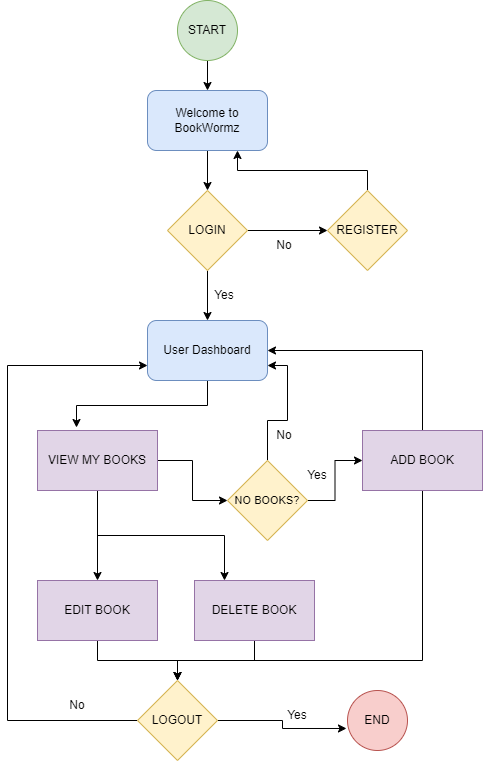 START
Welcome to
BookWormz
LOGIN
No
REGISTER
Yes
User Dashboard
No
VIEW MY BOOKS
Yes
ADD BOOK
NO BOOKS?
EDIT BOOK
DELETE BOOK
No
LOGOUT
Yes
END